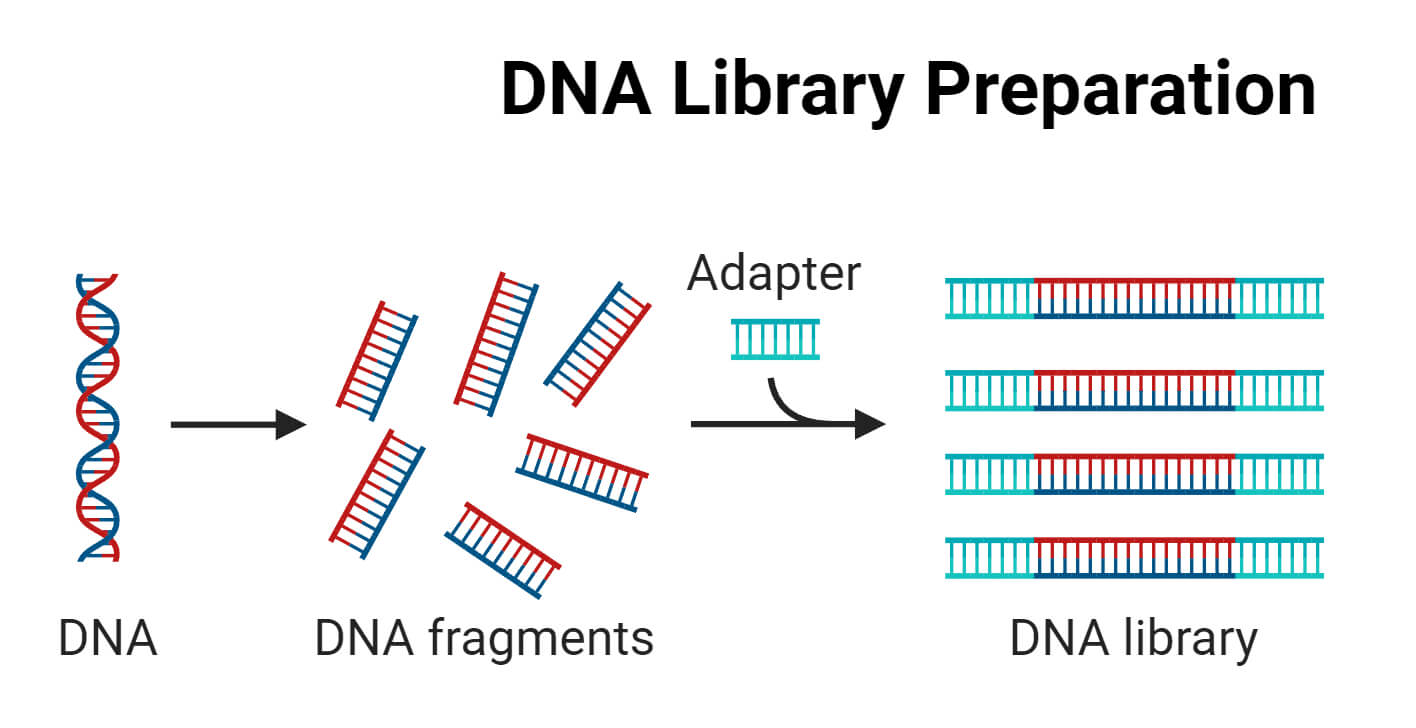 DNA Library Preparation
Adapter
DNA
DNA fragments
DNA library